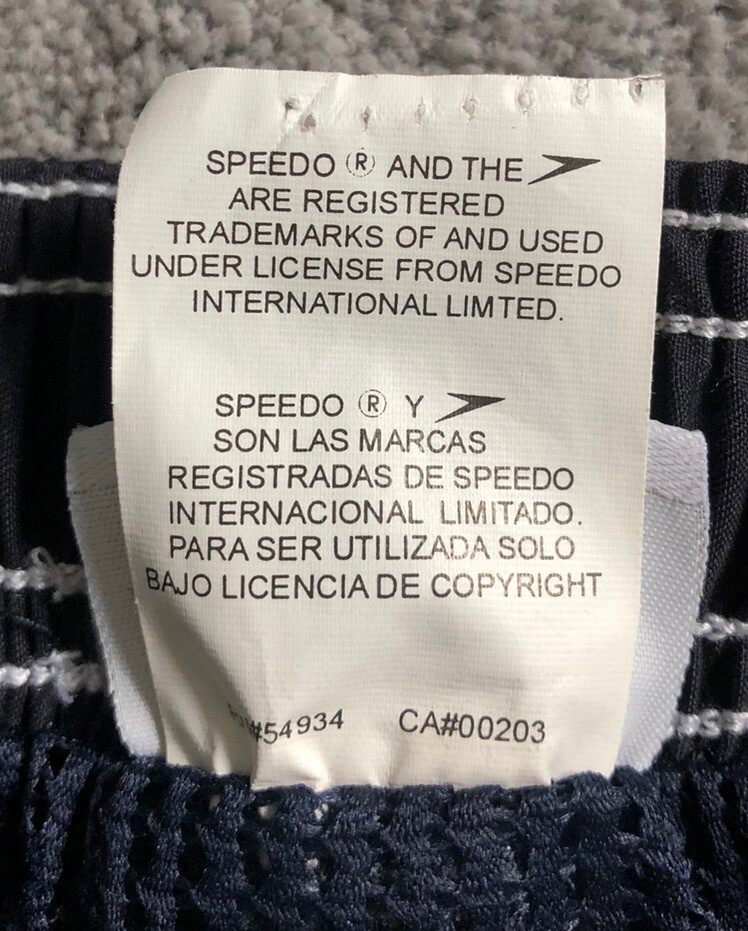 SPEEDO ® AND THE
ARE REGISTERED
TRADEMARKS OF AND USED
UNDER LICENSE FROM SPEEDO
INTERNATIONAL LIMTED.
SPEEDO ® Y
SON LAS MARCAS
REGISTRADAS DE SPEEDO
INTERNACIONAL LIMITADO.
PARA SER UTILIZADA SOLO
BAJO LICENCIA DE COPYRIGHT
#54934 CA#00203